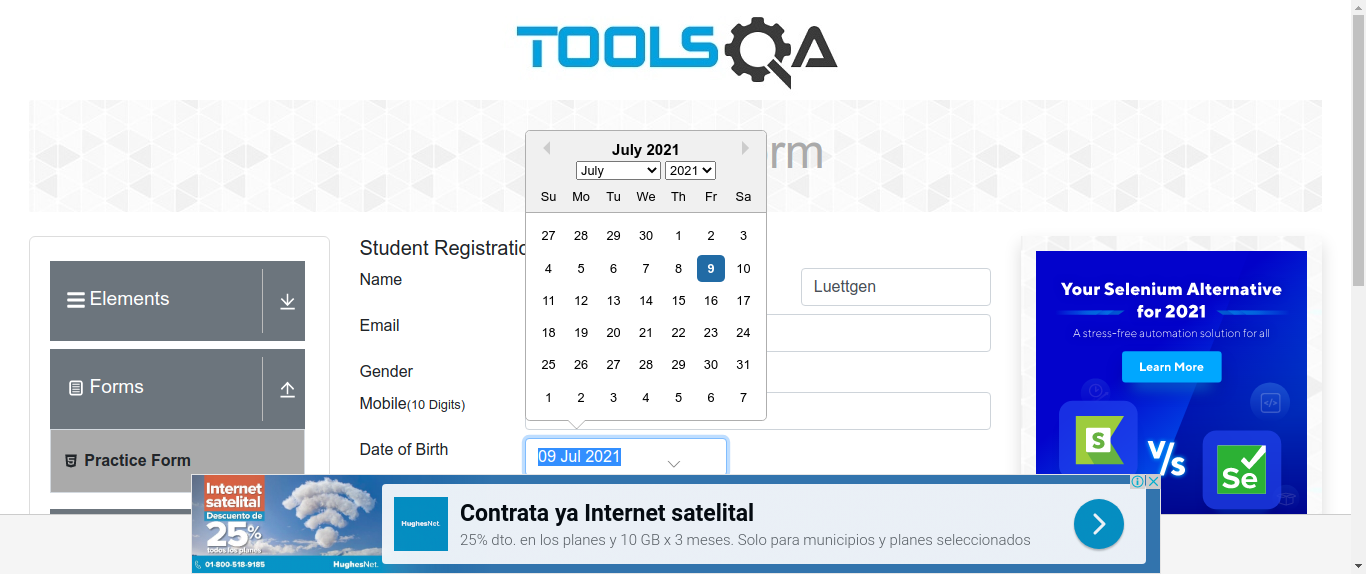 TOOLSQA
rm
July 2021
July 2021
Su Mo Tu We Th Fr Sa
27 28 29 30 1 2 3
4 5 6 7 8 9 10
11 12 13 14 15 16 17
18 19 20 21 22 23 24
25 26 27 28 29 30 31
1 2 3 4 5 6 7
Elements
Forms
Practice Form
Student Registratio
Name
Luettgen
Email
Gender
Mobile(10 Digits)
Date of Birth
09 Jul 2021
Your Selenium Alternative
for 2021
A stress-free automation solution for all
Learn More
S
V/s
Se
Internet
satelital
Descuento de
25%
todos los planes
01-800-518-9185
HughesNet.
HughesNet.
Contrata ya Internet satelital
25% dto. en los planes y 10 GB x 3 meses. Solo para municipios y planes seleccionados